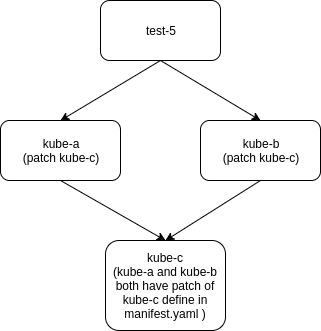 test-5
kube-a
(patch kube-c)
kube-b
(patch kube-c)
kube-c
(kube-a and kube-b
both have patch of
kube-c define in
manifest.yaml )